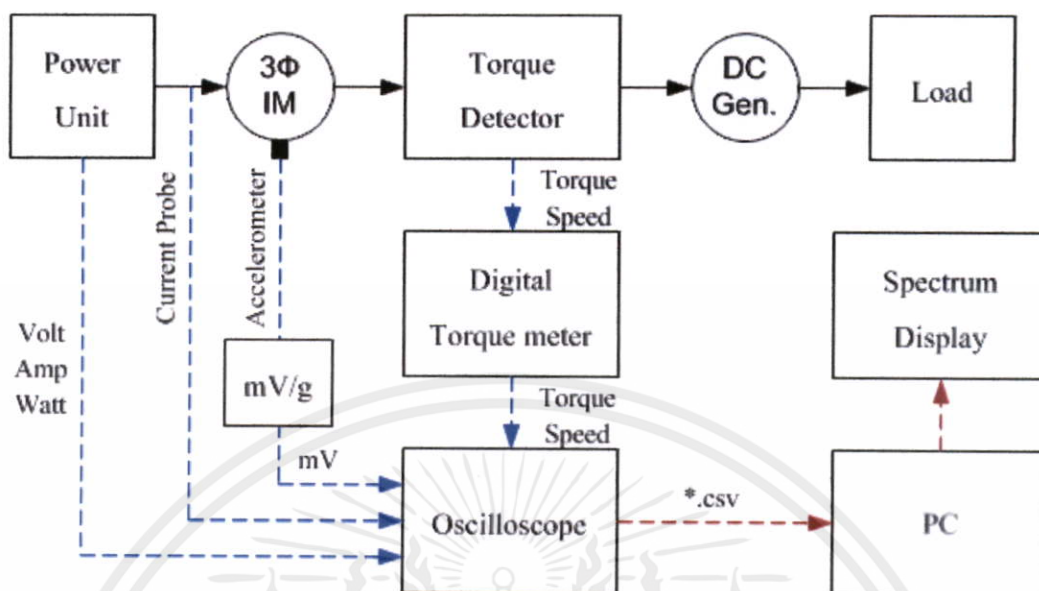 Power
Unit
3Φ
IM
Torque
Detector
DC
Gen.
Load
Torque
Speed
Current Probe
Accelerometer
Digital
Torque meter
Spectrum
Display
Volt
Amp
Watt
mV/g
Torque
Speed
mV
Oscilloscope
*.csv
PC